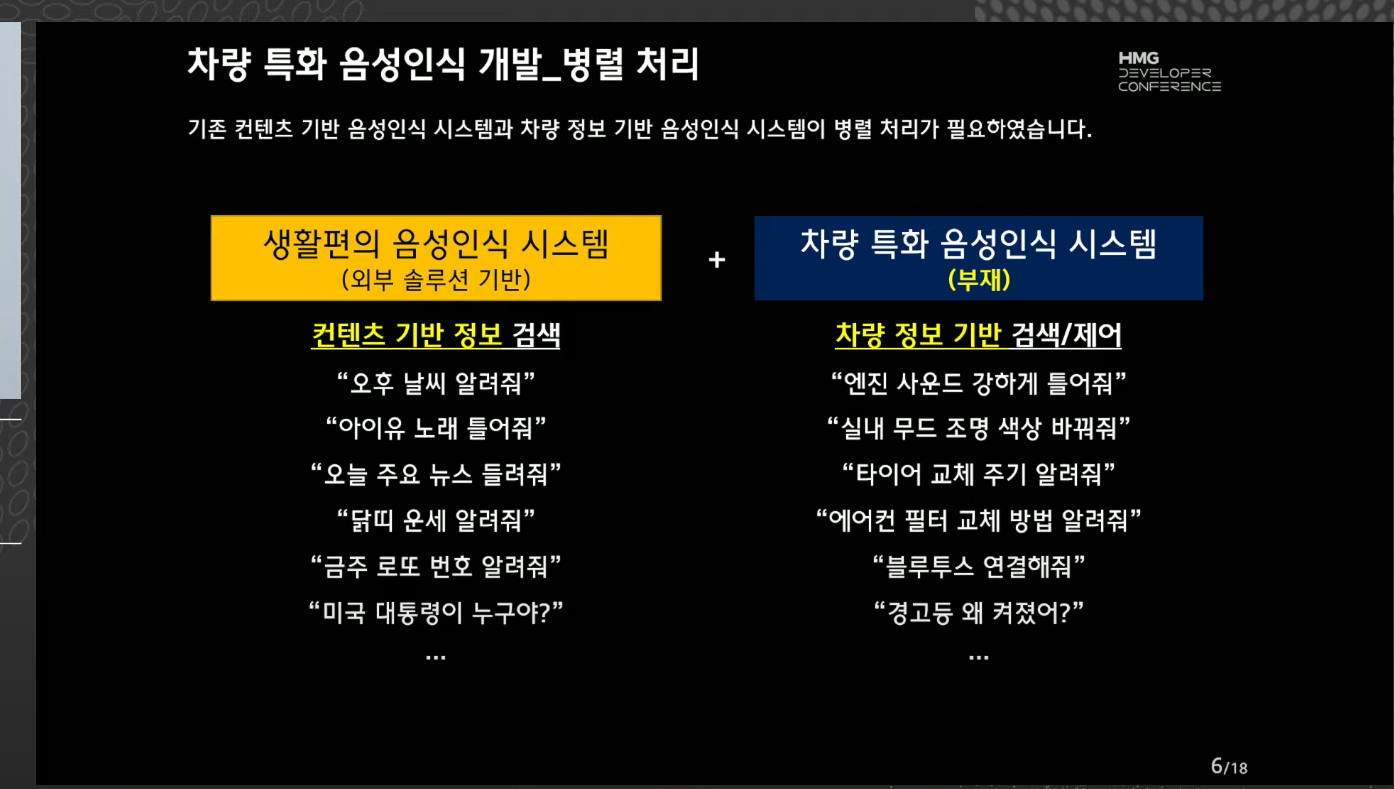 차량 특화 음성인식 개발_병렬 처리
HMG
DEVELOPER
CONFERENCE
기존 컨텐츠 기반 음성인식 시스템과 차량 정보 기반 음성인식 시스템이 병렬 처리가 필요하였습니다.
생활편의 음성인식 시스템
(외부 솔루션 기반)
+
차량 특화 음성인식 시스템
(부재)
컨텐츠 기반 정보 검색
“오후 날씨 알려줘”
“아이유 노래 틀어줘”
“오늘 주요 뉴스 들려줘”
“닭띠 운세 알려줘”
“금주 로또 번호 알려줘”
“미국 대통령이 누구야?”
...
차량 정보 기반 검색/제어
“엔진 사운드 강하게 틀어줘”
“실내 무드 조명 색상 바꿔줘”
“타이어 교체 주기 알려줘”
“에어컨 필터 교체 방법 알려줘”
“블루투스 연결해줘”
“경고등 왜 켜졌어?”
...
6/18